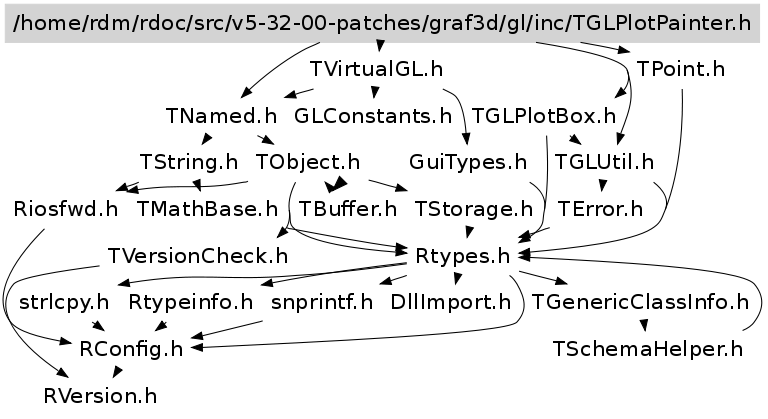 /home/rdm/rdoc/src/v5-32-00-patches/graf3d/gl/inc/TGLPlotPainter.h
TVirtualGL.h TPoint.h
TNamed.h GLConstants.h TGLPlotBox.h
TString.h TObject.h GuiTypes.h TGLUtil.h
Riosfwd.h TMathBase.h TBuffer.h TStorage.h TError.h
TVersionCheck.h Rtypes.h
strlcpy.h Rtypeinfo.h snprintf.h DllImport.h TGenericClassInfo.h
RConfig.h TSchemaHelper.h
RVersion.h